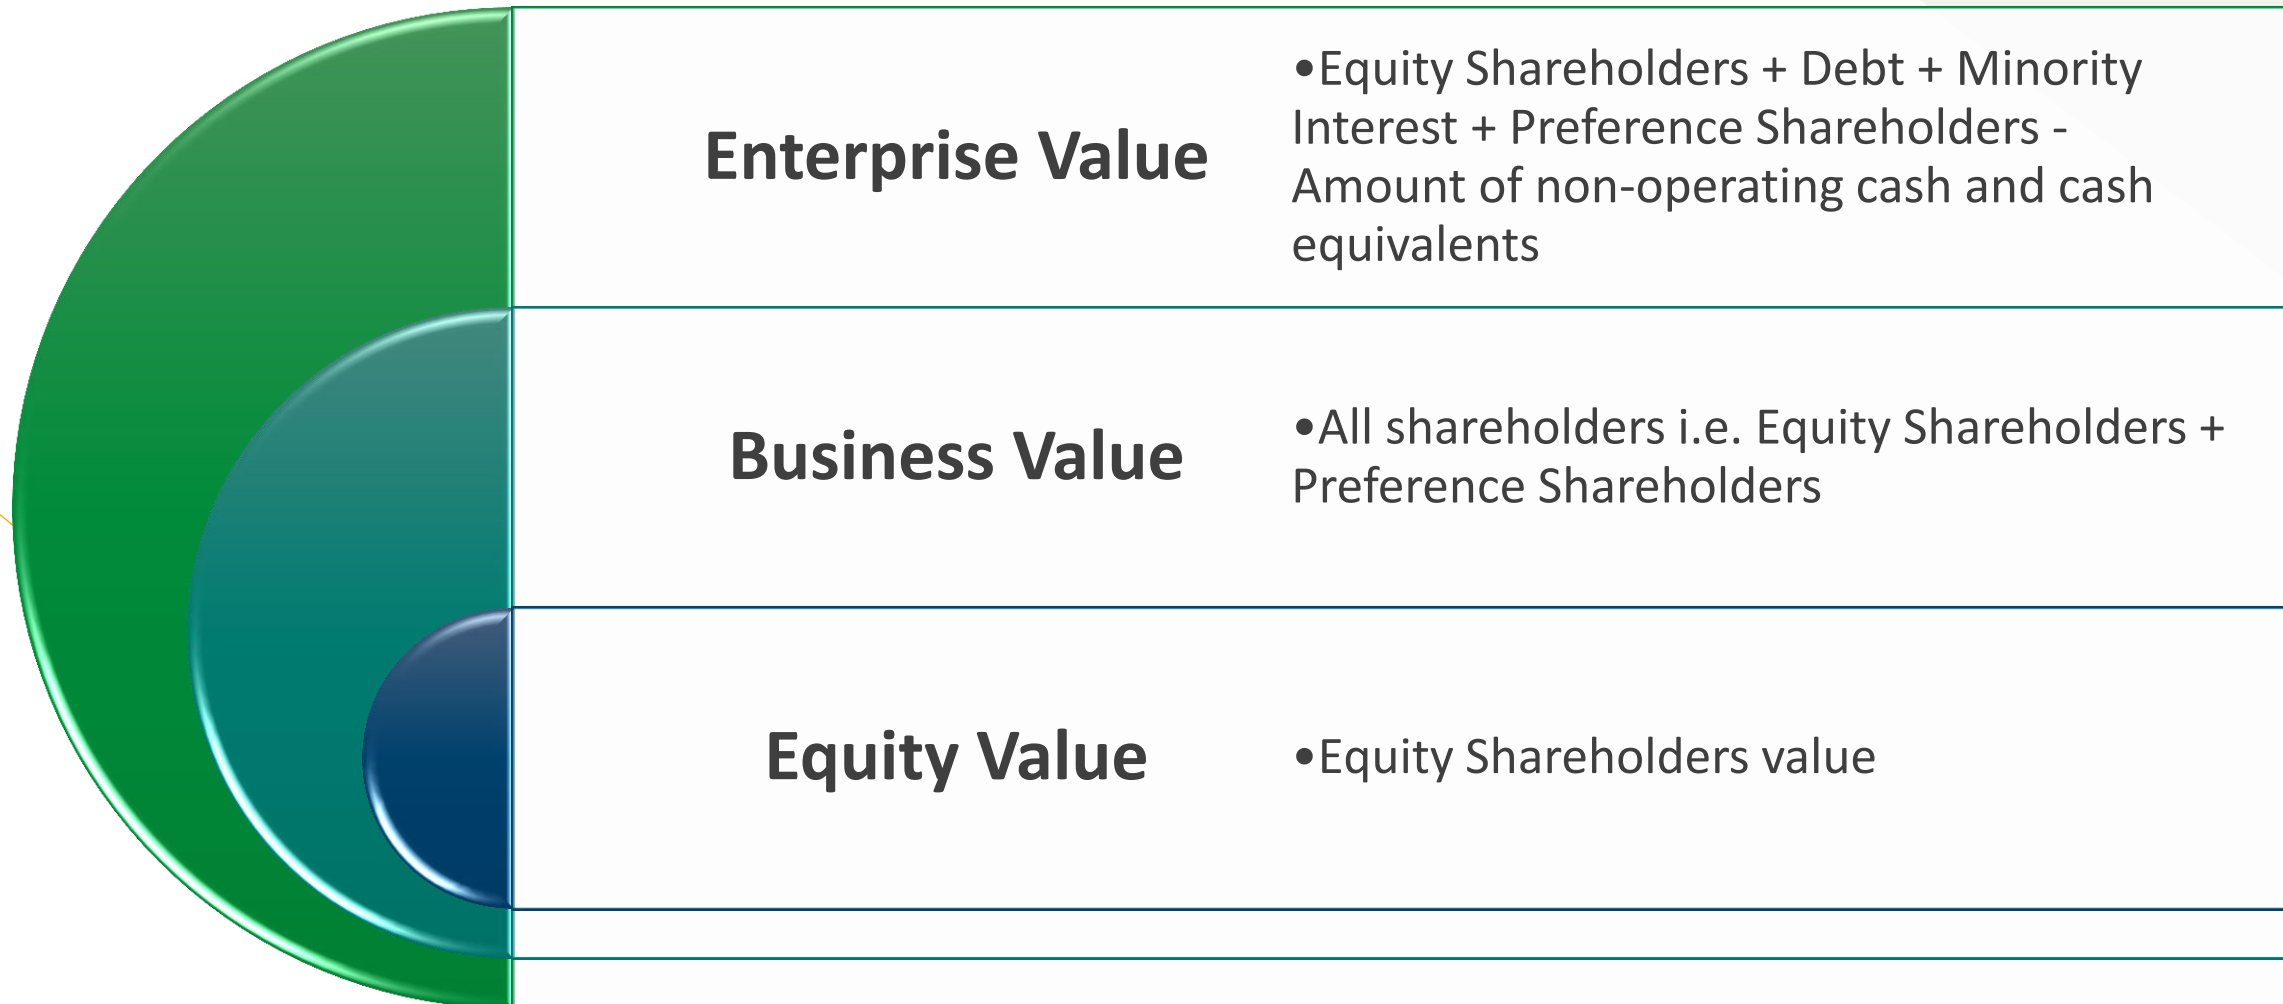 Enterprise Value
•Equity Shareholders + Debt + Minority
Interest + Preference Shareholders -
Amount of non-operating cash and cash
equivalents
Business Value
•All shareholders i.e. Equity Shareholders +
Preference Shareholders
Equity Value
•Equity Shareholders value